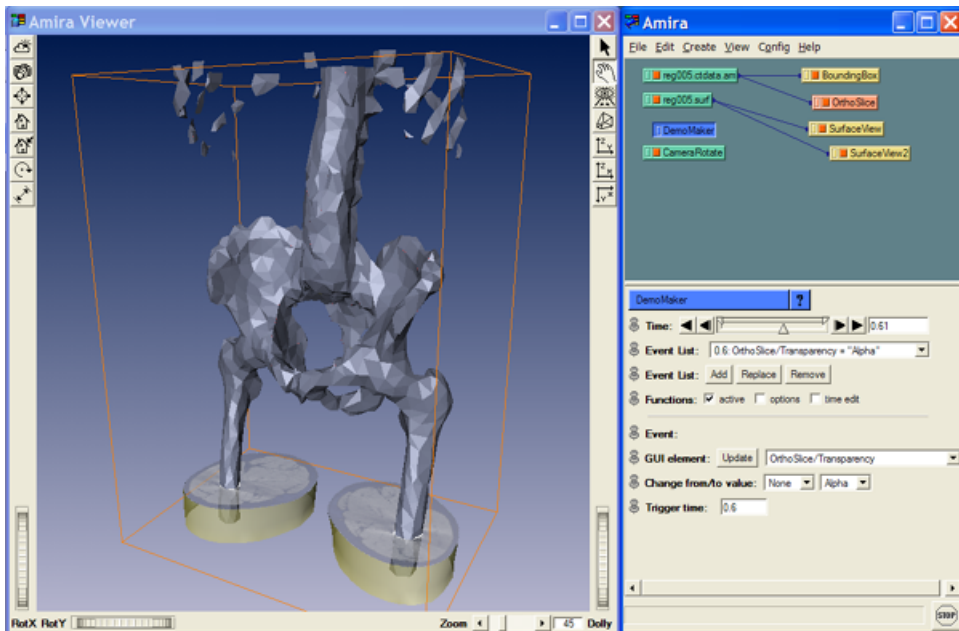 Amira Viewer
RotX RotY Zoom 45 Dolly
Amira
File Edit Create View Config Help
reg005.ctdata.am BoundingBox
reg005.surf OrthoSlice
DemoMaker SurfaceView
CameraRotate SurfaceView2
DemoMaker ?
Time: 0.61
Event List: 0.6: OrthoSlice/Transparency = "Alpha"
Event List: Add Replace Remove
Functions: active options time edit
Event:
GUI element: Update OrthoSlice/Transparency
Change from/to value: None Alpha
Trigger time: 0.6
STOP